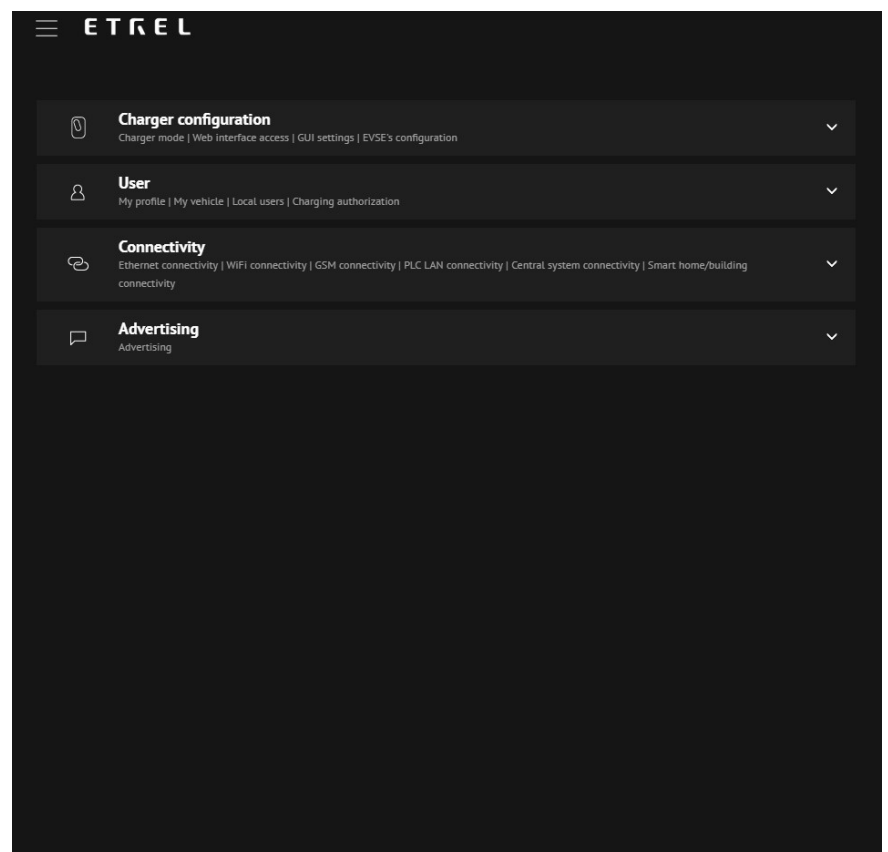 ETREL
Charger configuration
Charger mode | Web interface access | GUI settings | EVSE's configuration
User
My profile | My vehicle | Local users | Charging authorization
Connectivity
Ethernet connectivity | WiFi connectivity | GSM connectivity | PLC LAN connectivity | Central system connectivity | Smart home/building
connectivity
Advertising
Advertising